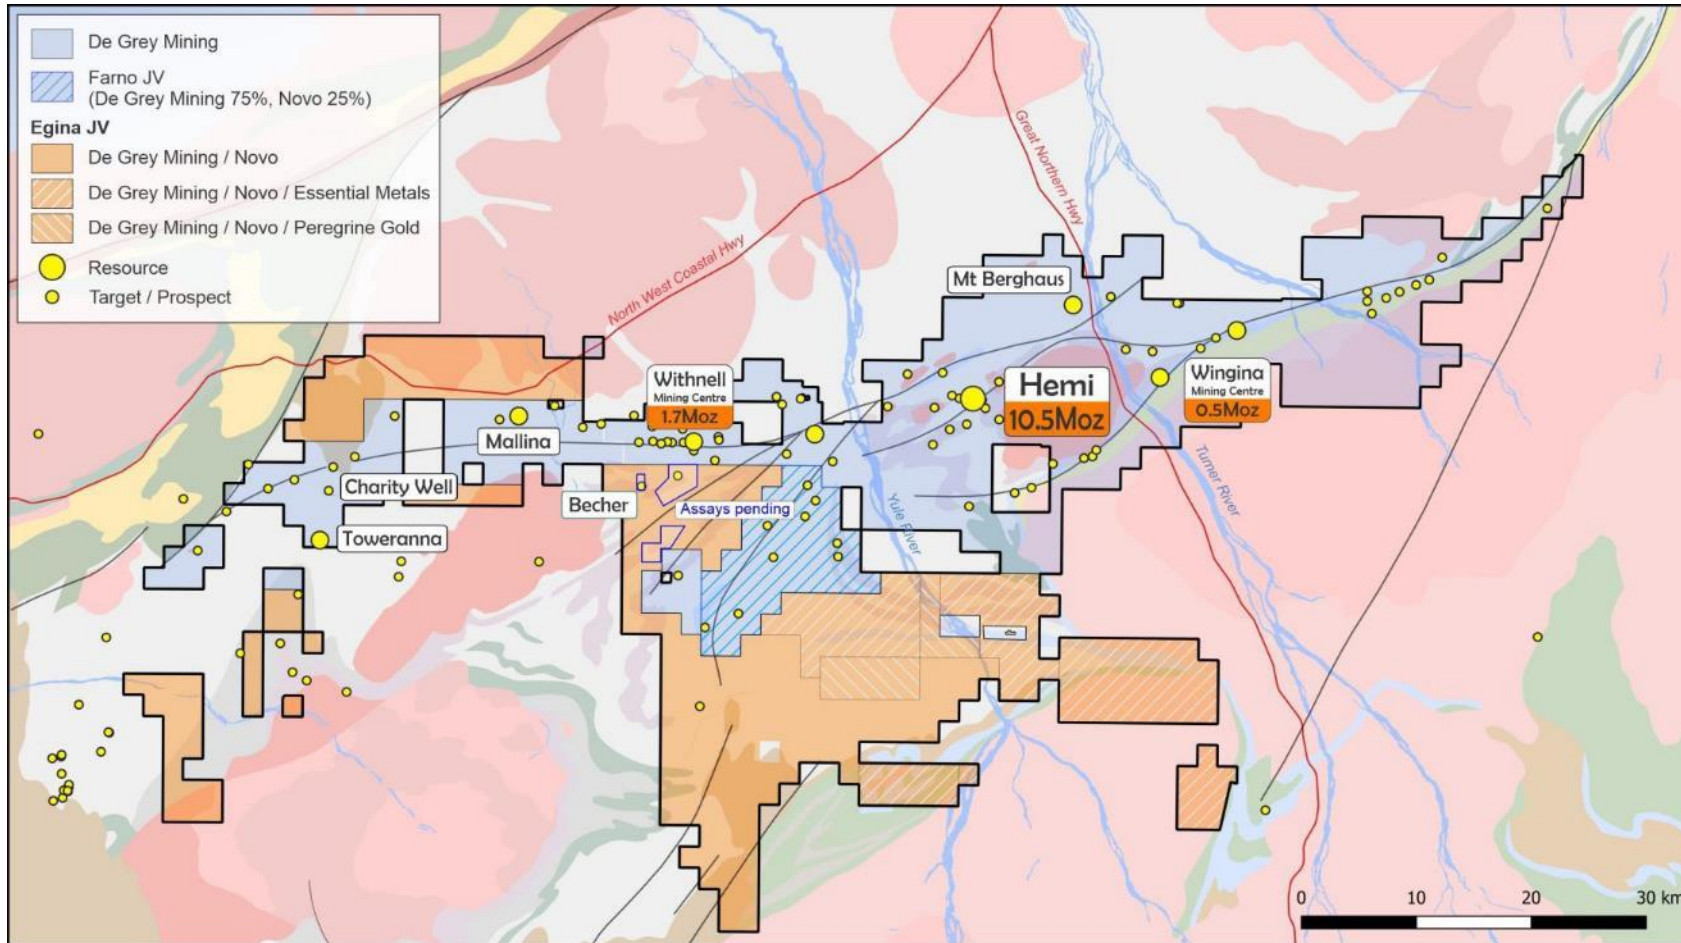 De Grey Mining
Farno JV
(De Grey Mining 75%, Novo 25%)
Egina JV
De Grey Mining / Novo
De Grey Mining / Novo / Essential Metals
De Grey Mining / Novo / Peregrine Gold
Resource
Target / Prospect
North West Coastal Hwy
Great Northern Hwy
Mt Berghaus
Withnell
Mining Centre
1.7Moz
Hemi
10.5Moz
Wingina
Mining Centre
0.5Moz
Mallina
Charity Well
Becher
Assays pending
Toweranna
Yule River
Turner River
0 10 20 30 km